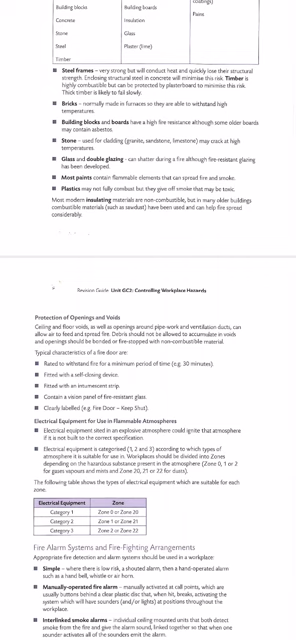 coatings)
Building blocks Building boards
Paints
Concrete Insulation
Stone Glass
Steel Plaster (lime)
Timber
■ Steel frames – very strong but will conduct heat and quickly lose their structural
strength. Enclosing structural steel in concrete will minimise this risk. Timber is
highly combustible but can be protected by plasterboard to minimise this risk.
Thick timber is likely to fail slowly.
■ Bricks – normally made in furnaces so they are able to withstand high
temperatures.
■ Building blocks and boards have a high fire resistance although some older boards
may contain asbestos.
■ Stone – used for cladding (granite, sandstone, limestone) may crack at high
temperatures.
■ Glass and double glazing – can shatter during a fire although fire-resistant glazing
has been developed.
■ Most paints contain flammable elements that can spread fire and smoke.
■ Plastics may not fully combust but they give off smoke that may be toxic.
Most modern insulating materials are non-combustible, but in many older buildings
combustible materials (such as sawdust) have been used and can help fire spread
considerably.
Revision Guide: Unit GC2: Controlling Workplace Hazards
Protection of Openings and Voids
Ceiling and floor voids, as well as openings around pipe-work and ventilation ducts, can
allow air to feed and spread fire. Debris should not be allowed to accumulate in voids
and openings should be bonded or fire-stopped with non-combustible material.
Typical characteristics of a fire door are:
■ Rated to withstand fire for a minimum period of time (e.g. 30 minutes).
■ Fitted with a self-closing device.
■ Fitted with an intumescent strip.
■ Contain a vision panel of fire-resistant glass.
■ Clearly labelled (e.g. Fire Door – Keep Shut).
Electrical Equipment for Use in Flammable Atmospheres
■ Electrical equipment sited in an explosive atmosphere could ignite that atmosphere
if it is not built to the correct specification.
■ Electrical equipment is categorised (1, 2 and 3) according to which types of
atmosphere it is suitable for use in. Workplaces should be divided into Zones
depending on the hazardous substance present in the atmosphere (Zone 0, 1 or 2
for gases vapours and mists and Zone 20, 21 or 22 for dusts).
The following table shows the types of electrical equipment which are suitable for each
zone:
Electrical Equipment Zone
Category 1 Zone 0 or Zone 20
Category 2 Zone 1 or Zone 21
Category 3 Zone 2 or Zone 22
Fire Alarm Systems and Fire-Fighting Arrangements
Appropriate fire detection and alarm systems should be used in a workplace:
■ Simple – where there is low risk, a shouted alarm, then a hand-operated alarm
such as a hand bell, whistle or air horn.
■ Manually-operated fire alarm – manually activated at call points, which are
usually buttons behind a clear plastic disc that, when hit, breaks, activating the
system which will have sounders (and/or lights) at positions throughout the
workplace.
■ Interlinked smoke alarms – individual ceiling mounted units that both detect
smoke from the fire and give the alarm sound, linked together so that when one
sounder activates all of the sounders emit the alarm.